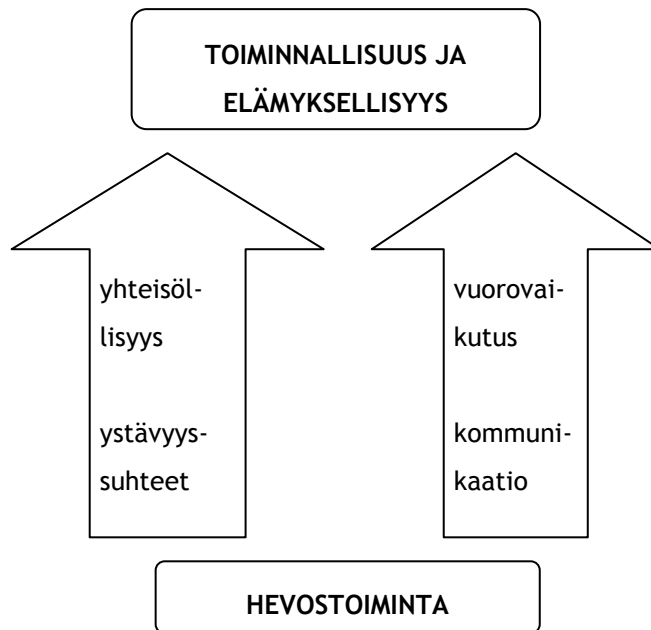 TOIMINNALLISUUS JA
ELÄMYKSELLISYYS
yhteisöl-
lisyys
ystävyys-
suhteet
vuorovai-
kutus
kommuni-
kaatio
HEVOSTOIMINTA